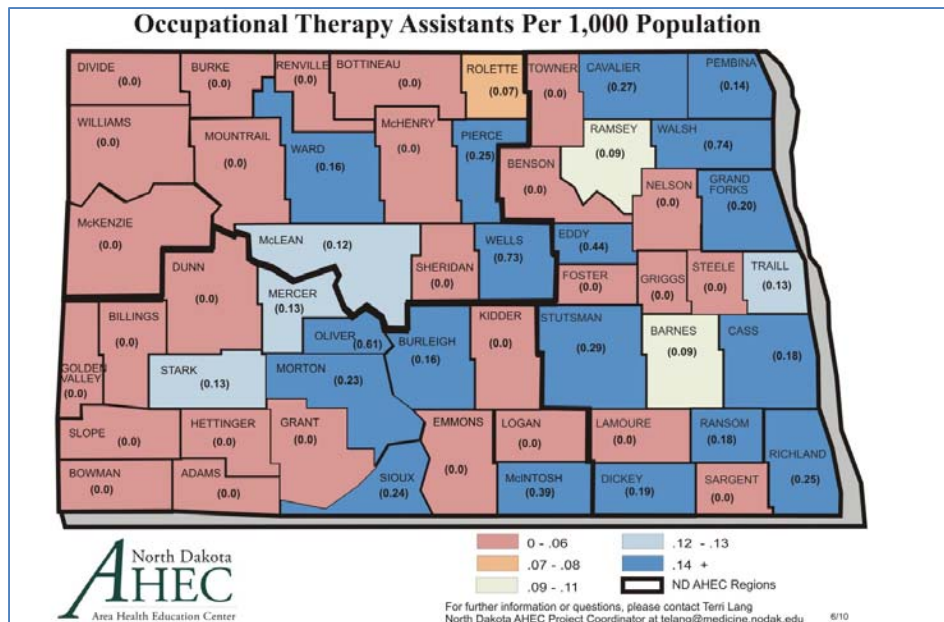 Occupational Therapy Assistants Per 1,000 Population
DIVIDE
(0.0)
BURKE
(0.0)
RENVILLE
(0.0)
BOTTINEAU
(0.0)
ROLETTE
(0.07)
TOWNER
(0.0)
CAVALIER
(0.27)
PEMBINA
(0.14)
WILLIAMS
(0.0)
MOUNTRAIL
(0.0)
WARD
(0.16)
McHENRY
(0.0)
PIERCE
(0.25)
BENSON
(0.0)
RAMSEY
(0.09)
WALSH
(0.74)
NELSON
(0.0)
GRAND
FORKS
(0.20)
McKENZIE
(0.0)
DUNN
(0.0)
McLEAN
(0.12)
MERCER
(0.13)
SHERIDAN
(0.0)
WELLS
(0.73)
EDDY
(0.44)
FOSTER
(0.0)
GRIGGS
(0.0)
STEELE
(0.0)
TRAILL
(0.13)
GOLDEN
VALLEY
(0.0)
BILLINGS
(0.0)
STARK
(0.13)
OLIVER
(0.61)
MORTON
(0.23)
BURLEIGH
(0.16)
KIDDER
(0.0)
STUTSMAN
(0.29)
BARNES
(0.09)
CASS
(0.18)
SLOPE
(0.0)
HETTINGER
(0.0)
GRANT
(0.0)
EMMONS
(0.0)
LOGAN
(0.0)
LAMOURE
(0.0)
RANSOM
(0.18)
RICHLAND
(0.25)
BOWMAN
(0.0)
ADAMS
(0.0)
SIOUX
(0.24)
McINTOSH
(0.39)
DICKEY
(0.19)
SARGENT
(0.0)
North Dakota
AHEC
Area Health Education Center
0 - .06
.07 - .08
.09 - .11
.12 - .13
.14 +
ND AHEC Regions
For further information or questions, please contact Terri Lang
North Dakota AHEC Project Coordinator at telang@medicine.nodak.edu
6/10